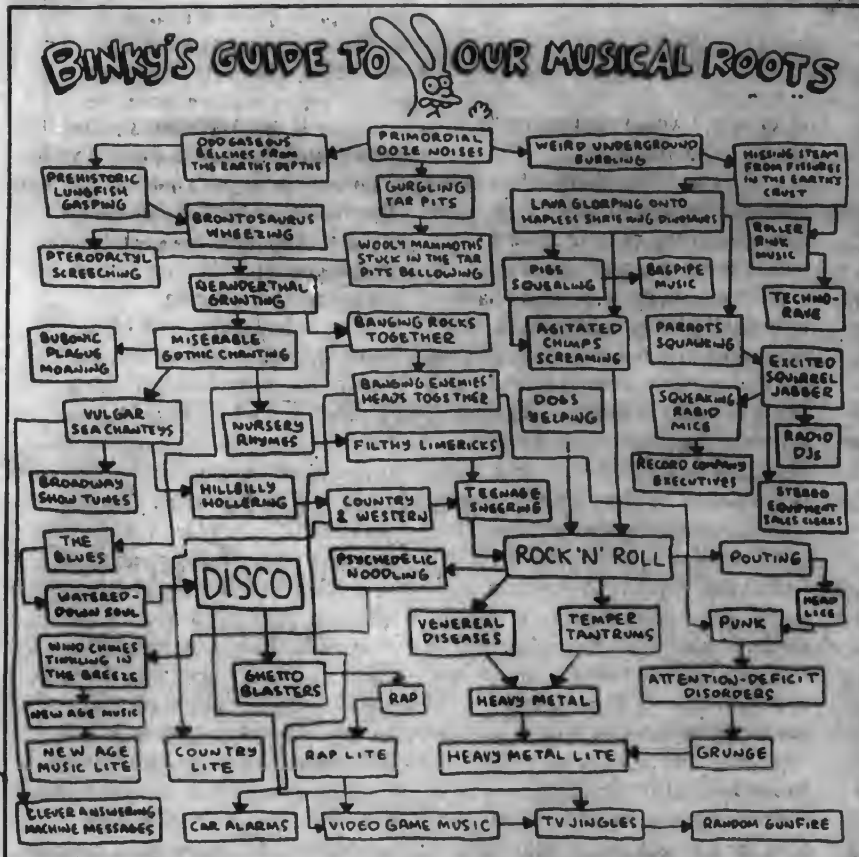 BINKY'S GUIDE TO OUR MUSICAL ROOTS
PRIMORDIAL
OOZE NOISES
ODD GASEOUS
BELCHES FROM
THE EARTH'S DEPTHS
WEIRD UNDERGROUND
BUBBLING
HISSING STEAM
FROM FISSURES
IN THE EARTH'S
CRUST
PREHISTORIC
LUNGFISH
GASPING
GURGLING
TAR PITS
LAVA GLORPING ONTO
HAPLESS SHRIEKING DINOSAURS
BRONTOSAURUS
WHEEZING
ROLLER
RINK
MUSIC
PTERODACTYL
SCREECHING
WOOLY MAMMOTHS
STUCK IN THE TAR
PITS BELLOWING
PIGS
SQUEALING
BAGPIPE
MUSIC
NEANDERTHAL
GRUNTING
TECHNO-
RAVE
BUBONIC
PLAGUE
MOANING
MISERABLE
GOTHIC CHANTING
BANGING ROCKS
TOGETHER
AGITATED
CHIMPS
SCREAMING
PARROTS
SQUAWKING
EXCITED
SQUIRREL
JABBER
BANGING ENEMIES'
HEADS TOGETHER
DOGS
YELPING
SQUEAKING
RABID
MICE
VULGAR
SEA CHANTEYS
NURSERY
RHYMES
FILTHY LIMERICKS
RADIO
DJs
RECORD COMPANY
EXECUTIVES
BROADWAY
SHOW TUNES
HILLBILLY
HOLLERING
COUNTRY
& WESTERN
TEENAGE
SNEERING
STEREO
EQUIPMENT
SALES CLERKS
THE
BLUES
PSYCHEDELIC
NOODLING
ROCK 'N' ROLL
POUTING
DISCO
WATERED-
DOWN SOUL
HEAD
LICE
VENEREAL
DISEASES
TEMPER
TANTRUMS
PUNK
WIND CHIMES
TINKLING IN
THE BREEZE
GHETTO
BLASTERS
RAP
ATTENTION-DEFICIT
DISORDERS
HEAVY METAL
NEW AGE MUSIC
NEW AGE
MUSIC LITE
COUNTRY
LITE
RAP LITE
HEAVY METAL LITE
GRUNGE
CLEVER ANSWERING
MACHINE MESSAGES
CAR ALARMS
VIDEO GAME MUSIC
TV JINGLES
RANDOM GUNFIRE